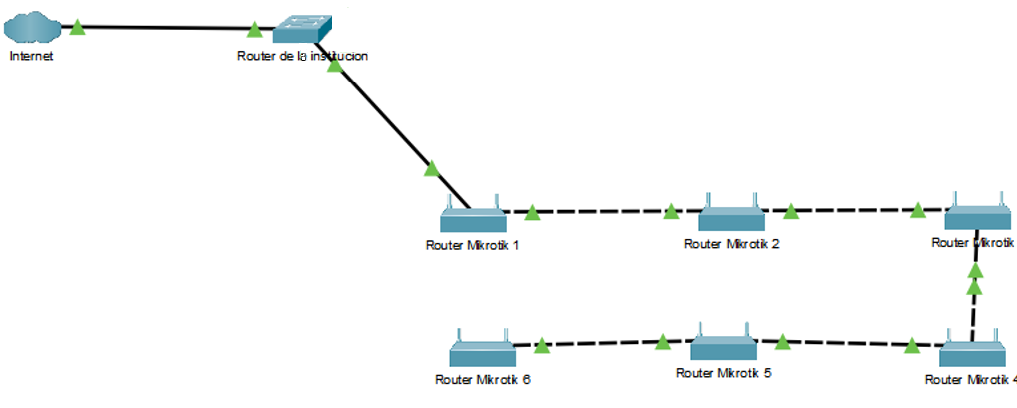 Internet
Router de la institucion
Router Mikrotik 1
Router Mikrotik 2
Router Mikrotik
Router Mikrotik 6
Router Mikrotik 5
Router Mikrotik 4